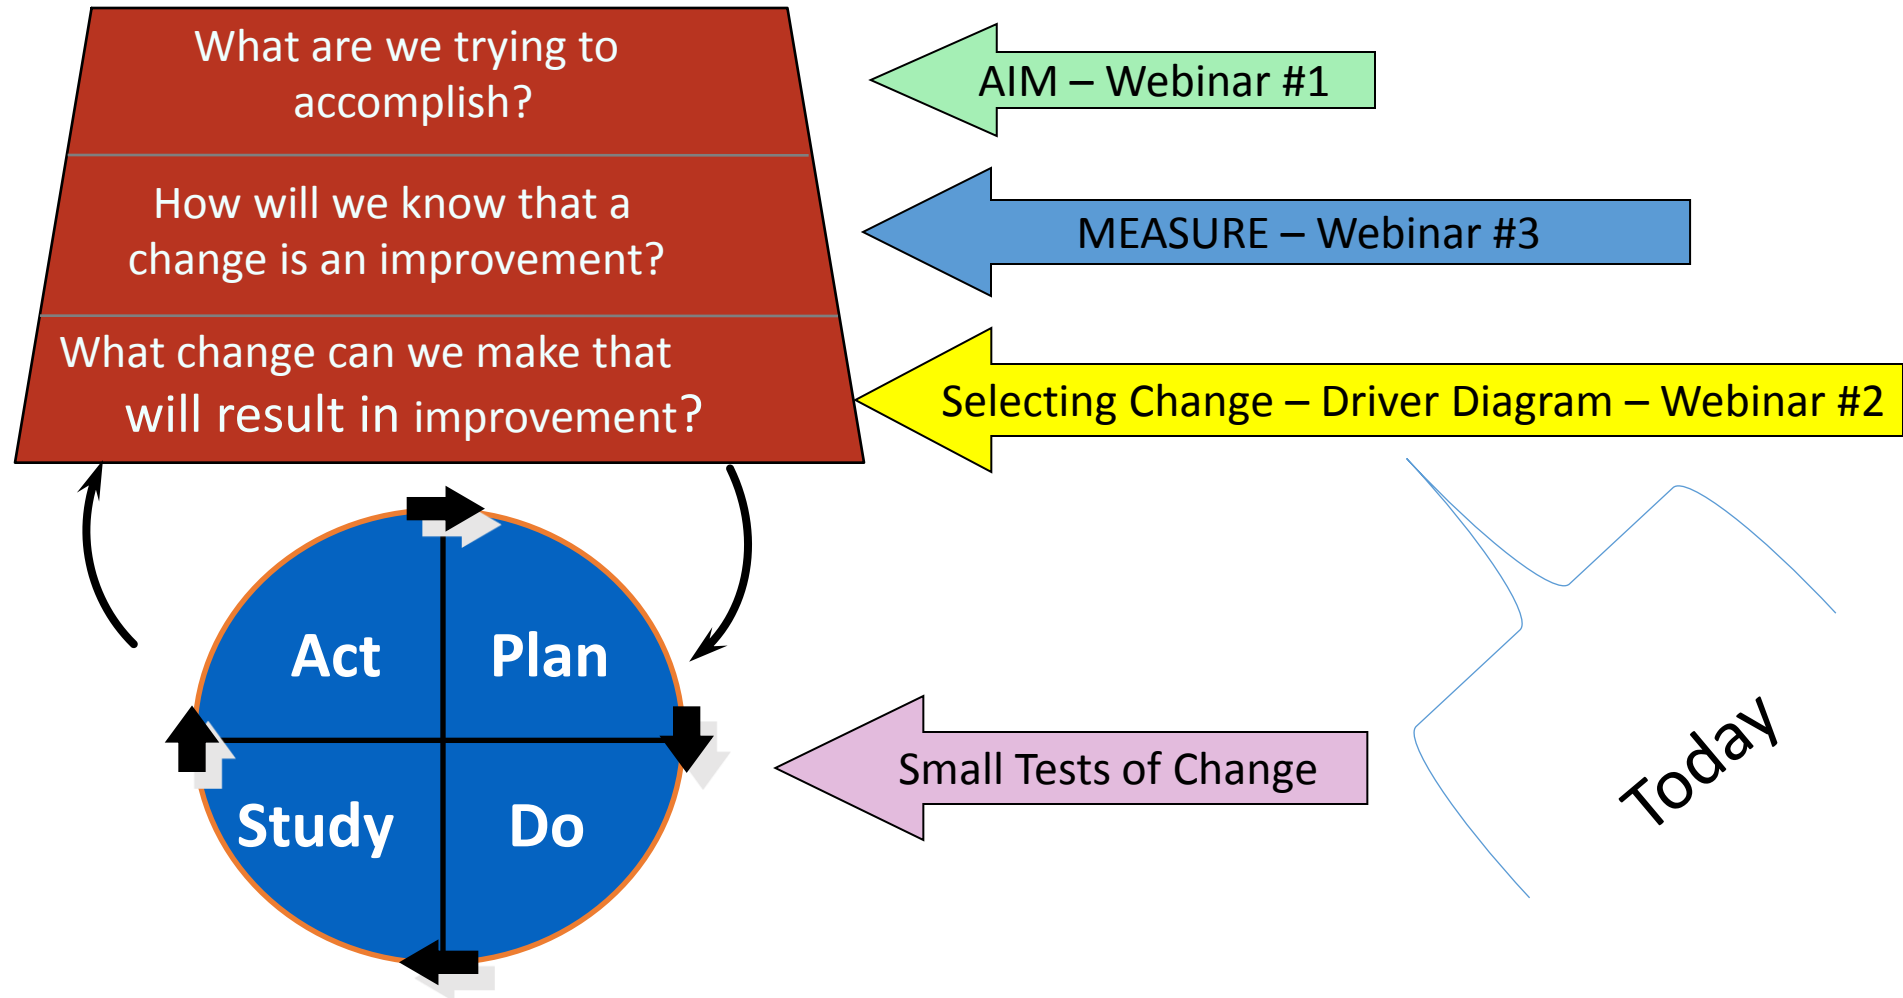 What are we trying to
accomplish?
AIM – Webinar #1
How will we know that a
change is an improvement?
MEASURE – Webinar #3
What change can we make that
will result in improvement?
Selecting Change – Driver Diagram – Webinar #2
Act
Plan
Study
Do
Small Tests of Change
Today